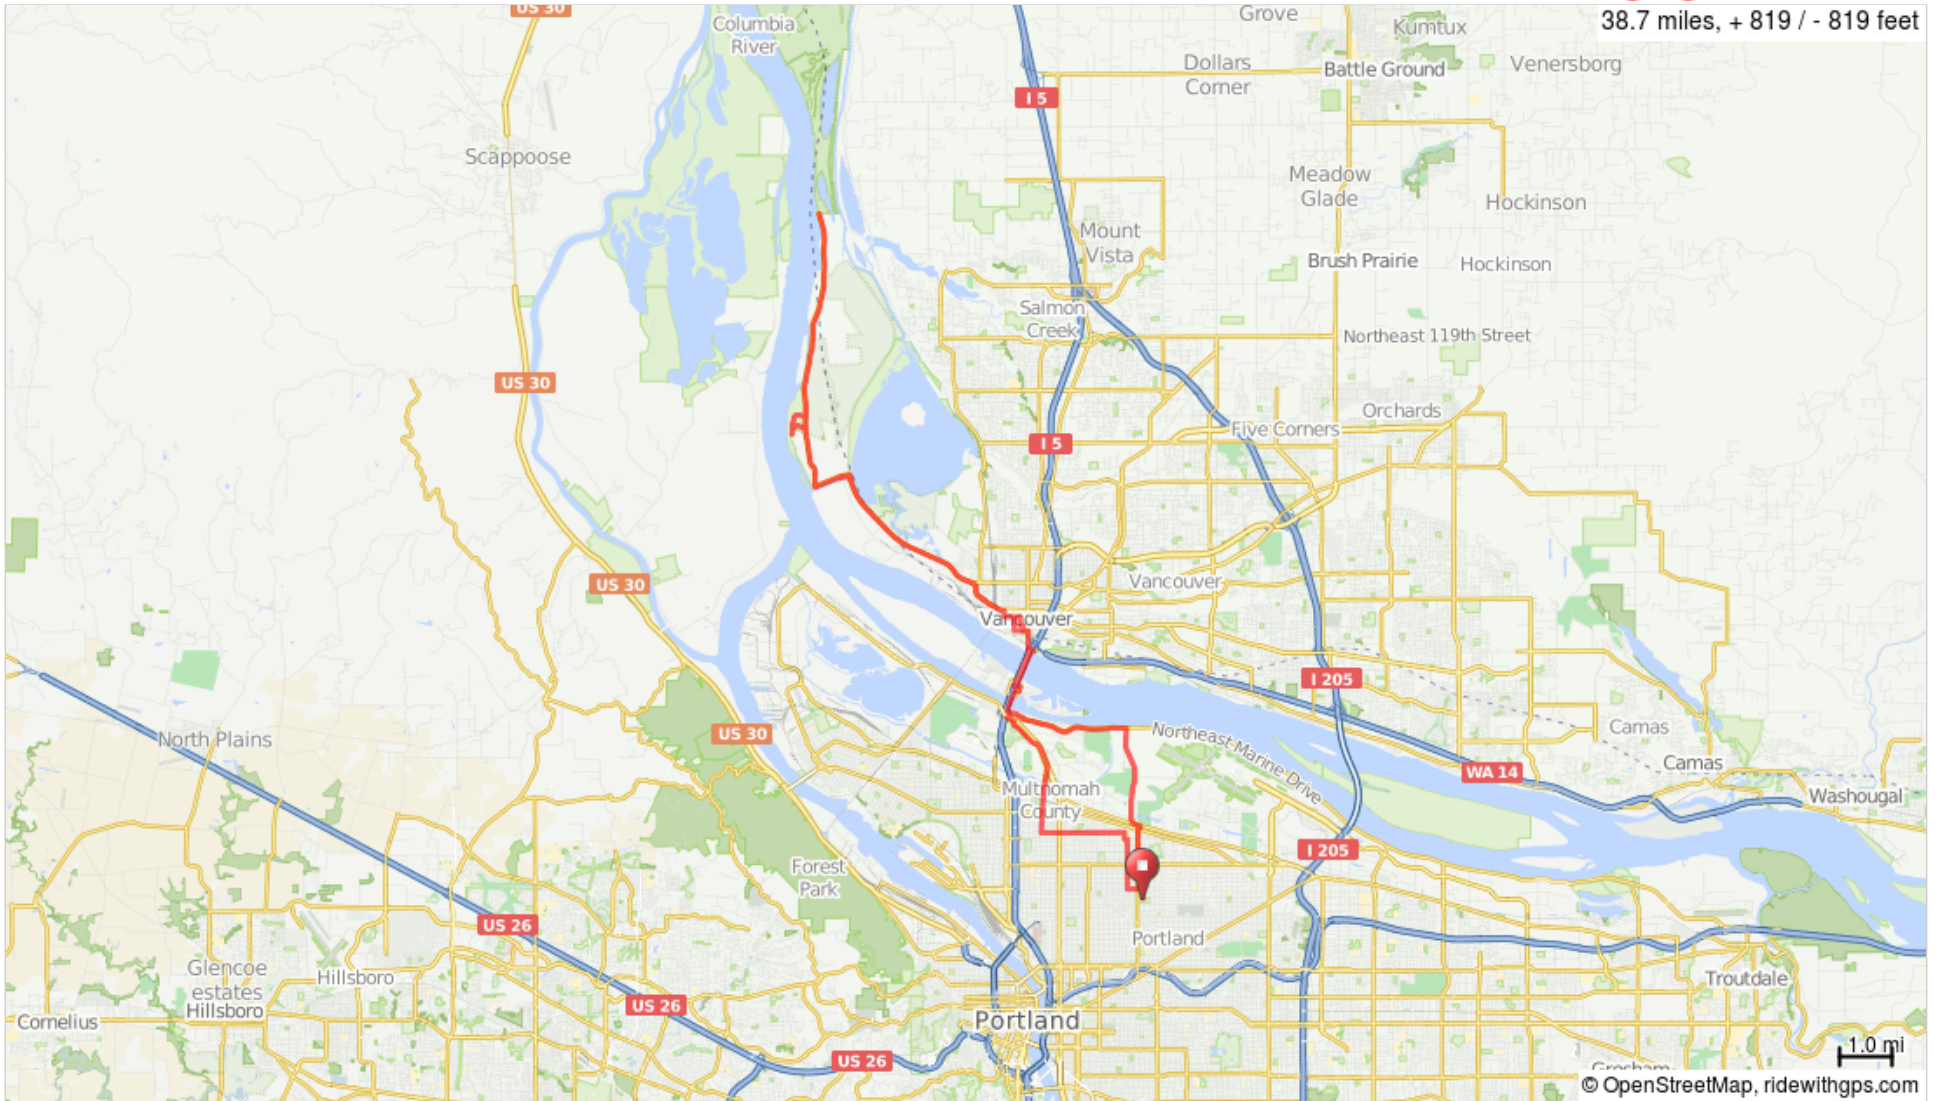 US 30
Columbia
River
Grove
Kumtux
38.7 miles, + 819 / - 819 feet
Dollars
Corner
Battle Ground
Venersborg
I 5
Scappoose
Meadow
Glade
Hockinson
Mount
Vista
Brush Prairie
Hockinson
Salmon
Creek
Northeast 119th Street
US 30
Orchards
Five Corners
I 5
US 30
Vancouver
Vancouver
I 205
US 30
North Plains
Northeast Marine Drive
Camas
Camas
WA 14
Washougal
Multnomah
County
I 205
Forest
Park
US 26
Portland
Glencoe
estates
Hillsboro
Hillsboro
Troutdale
US 26
Cornelius
Portland
US 26
1.0 mi
Gresham
© OpenStreetMap, ridewithgps.com